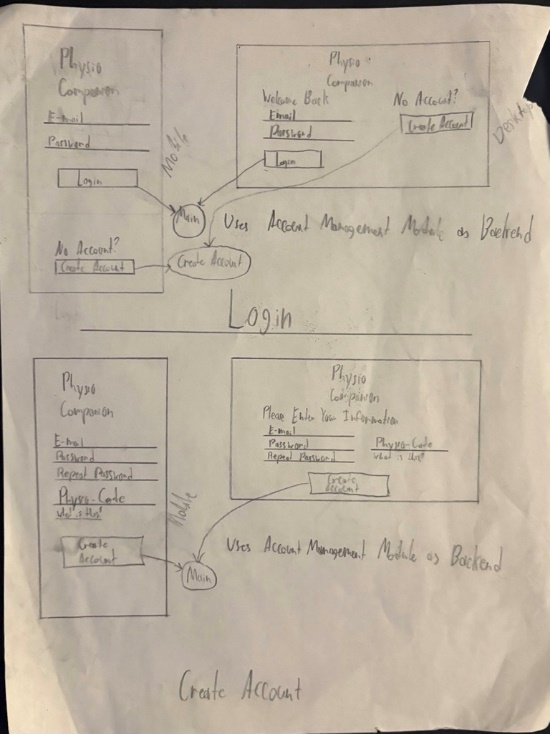 Physio
Companion
E-mail
Password
Login
No Account?
Create Account
Mobile
Physio
Companion
Welcome Back
Email
Password
Login
No Account?
Create Account
Desktop
Main
Create Account
Uses Account Management Module as Backend
Login
Physio
Companion
E-mail
Password
Repeat Password
Physio-Code
What is this?
Create
Account
Mobile
Physio
Companion
Please Enter Your Information
E-mail
Password
Repeat Password
Physio-Code
What is this?
Create
Account
Main
Uses Account Management Module as Backend
Create Account